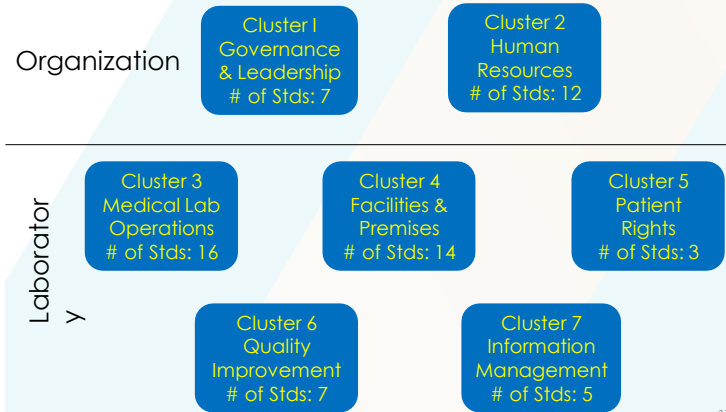 Organization
Cluster 1
Governance
& Leadership
# of Stds: 7
Cluster 2
Human
Resources
# of Stds: 12
Laborator
y
Cluster 3
Medical Lab
Operations
# of Stds: 16
Cluster 4
Facilities &
Premises
# of Stds: 14
Cluster 5
Patient
Rights
# of Stds: 3
Cluster 6
Quality
Improvement
# of Stds: 7
Cluster 7
Information
Management
# of Stds: 5